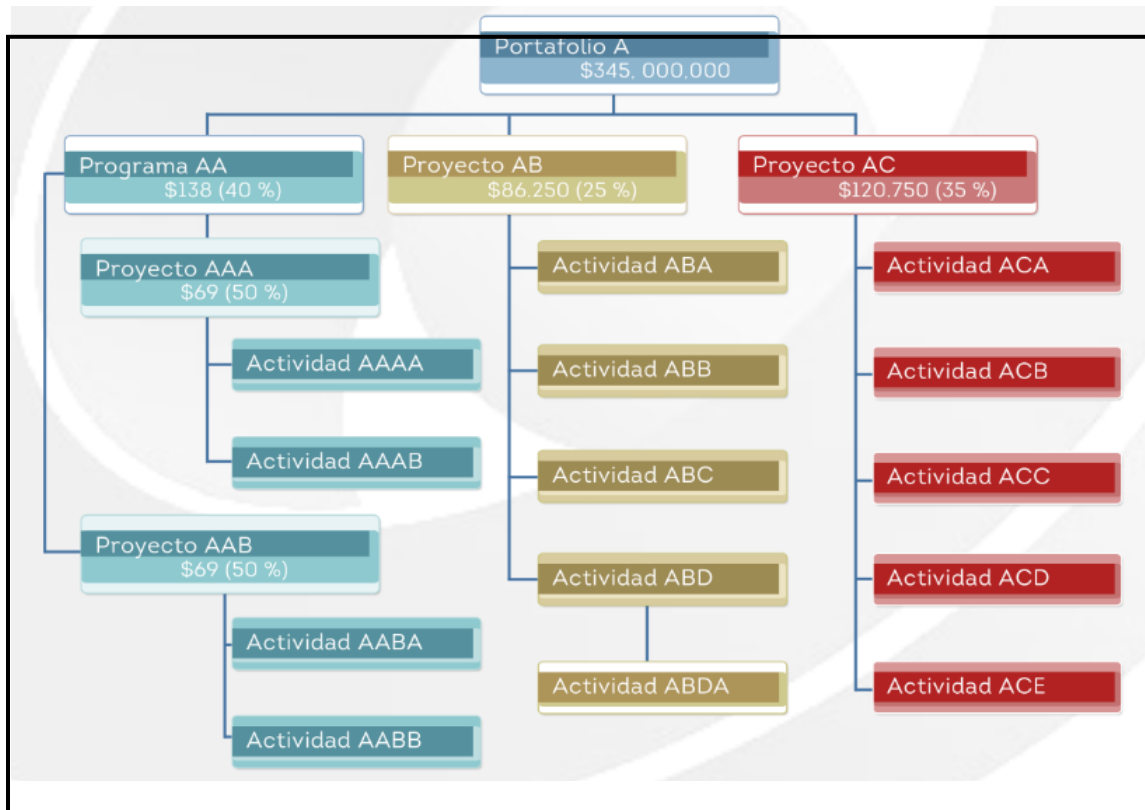 Portafolio A
$345, 000,000
Programa AA
$138 (40 %)
Proyecto AB
$86.250 (25 %)
Proyecto AC
$120.750 (35 %)
Proyecto AAA
$69 (50 %)
Actividad AAAA
Actividad AAAB
Proyecto AAB
$69 (50 %)
Actividad AABA
Actividad AABB
Actividad ABA
Actividad ABB
Actividad ABC
Actividad ABD
Actividad ABDA
Actividad ACA
Actividad ACB
Actividad ACC
Actividad ACD
Actividad ACE